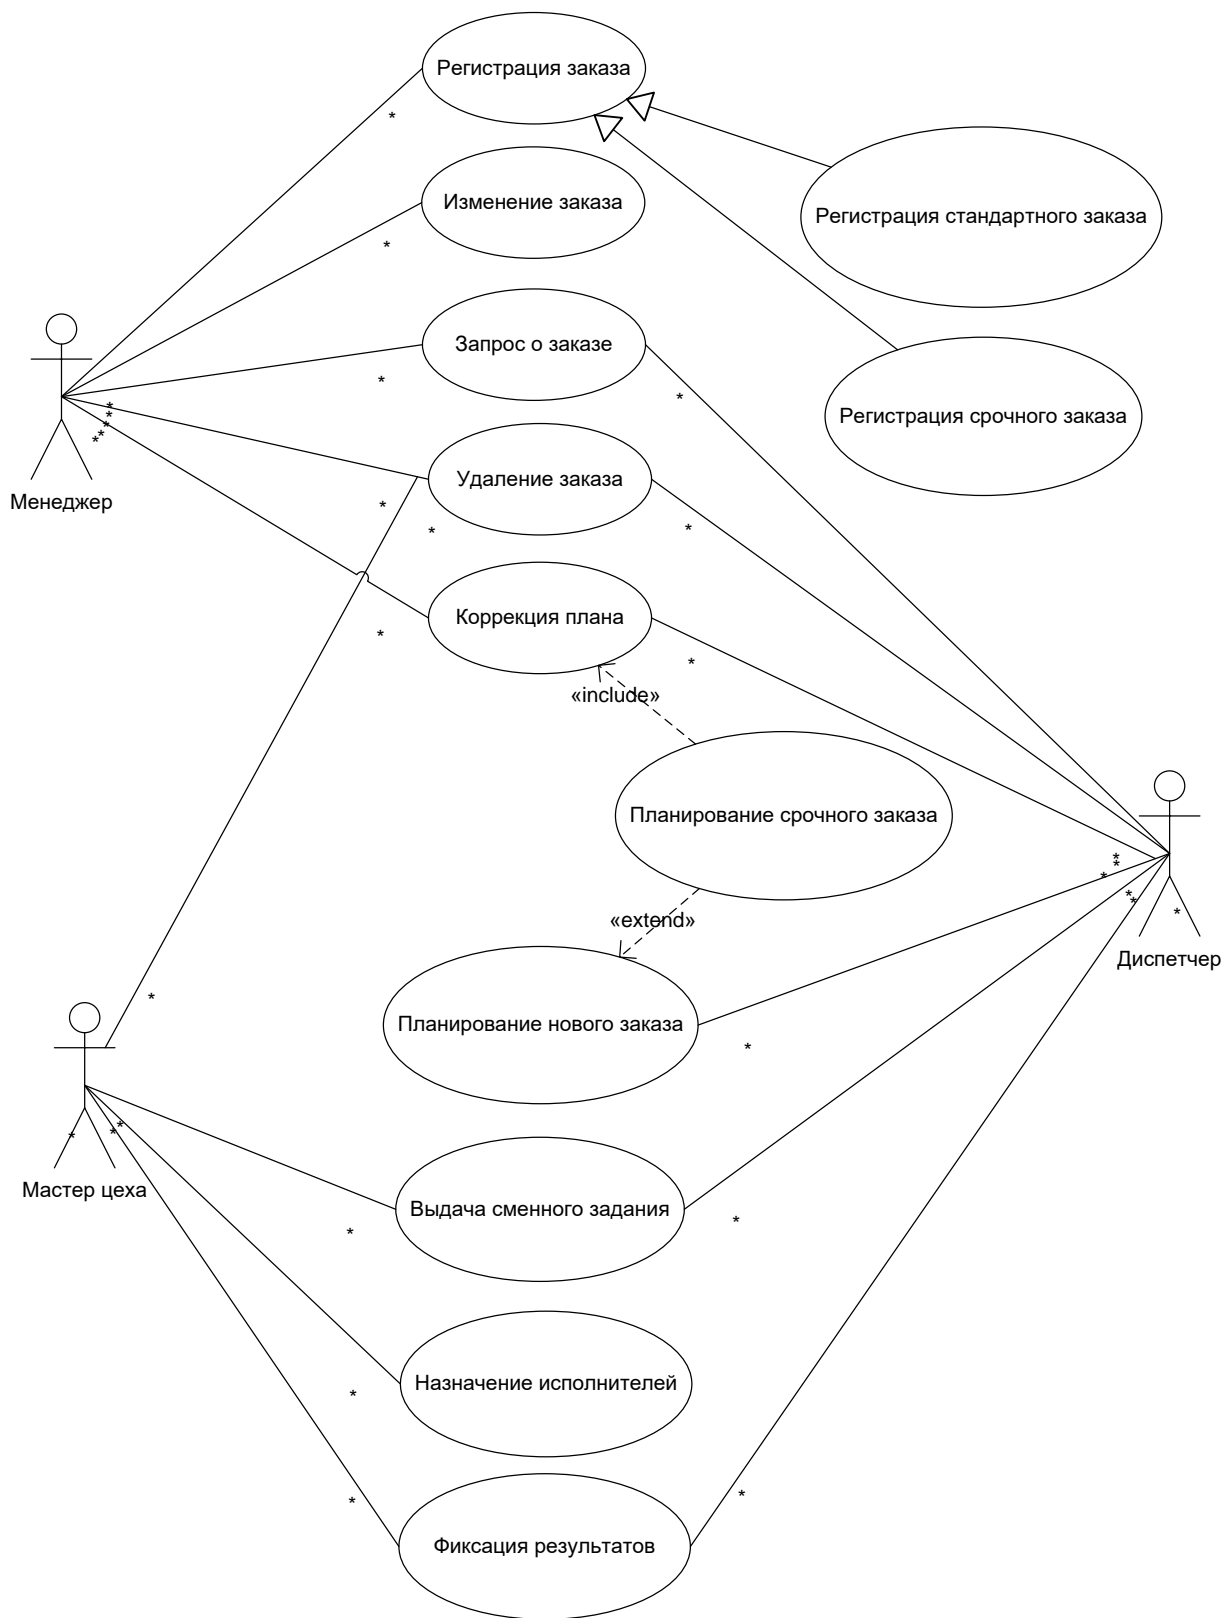 Регистрация заказа
*
Регистрация стандартного заказа
Изменение заказа
*
Запрос о заказе
*
*
Регистрация срочного заказа
*
*
*
*
*
Менеджер
Удаление заказа
*
*
*
Коррекция плана
*
*
«include»
Планирование срочного заказа
*
*
*
*
*
*
«extend»
Диспетчер
*
Планирование нового заказа
*
*
*
*
Мастер цеха
Выдача сменного задания
*
*
Назначение исполнителей
*
*
*
Фиксация результатов